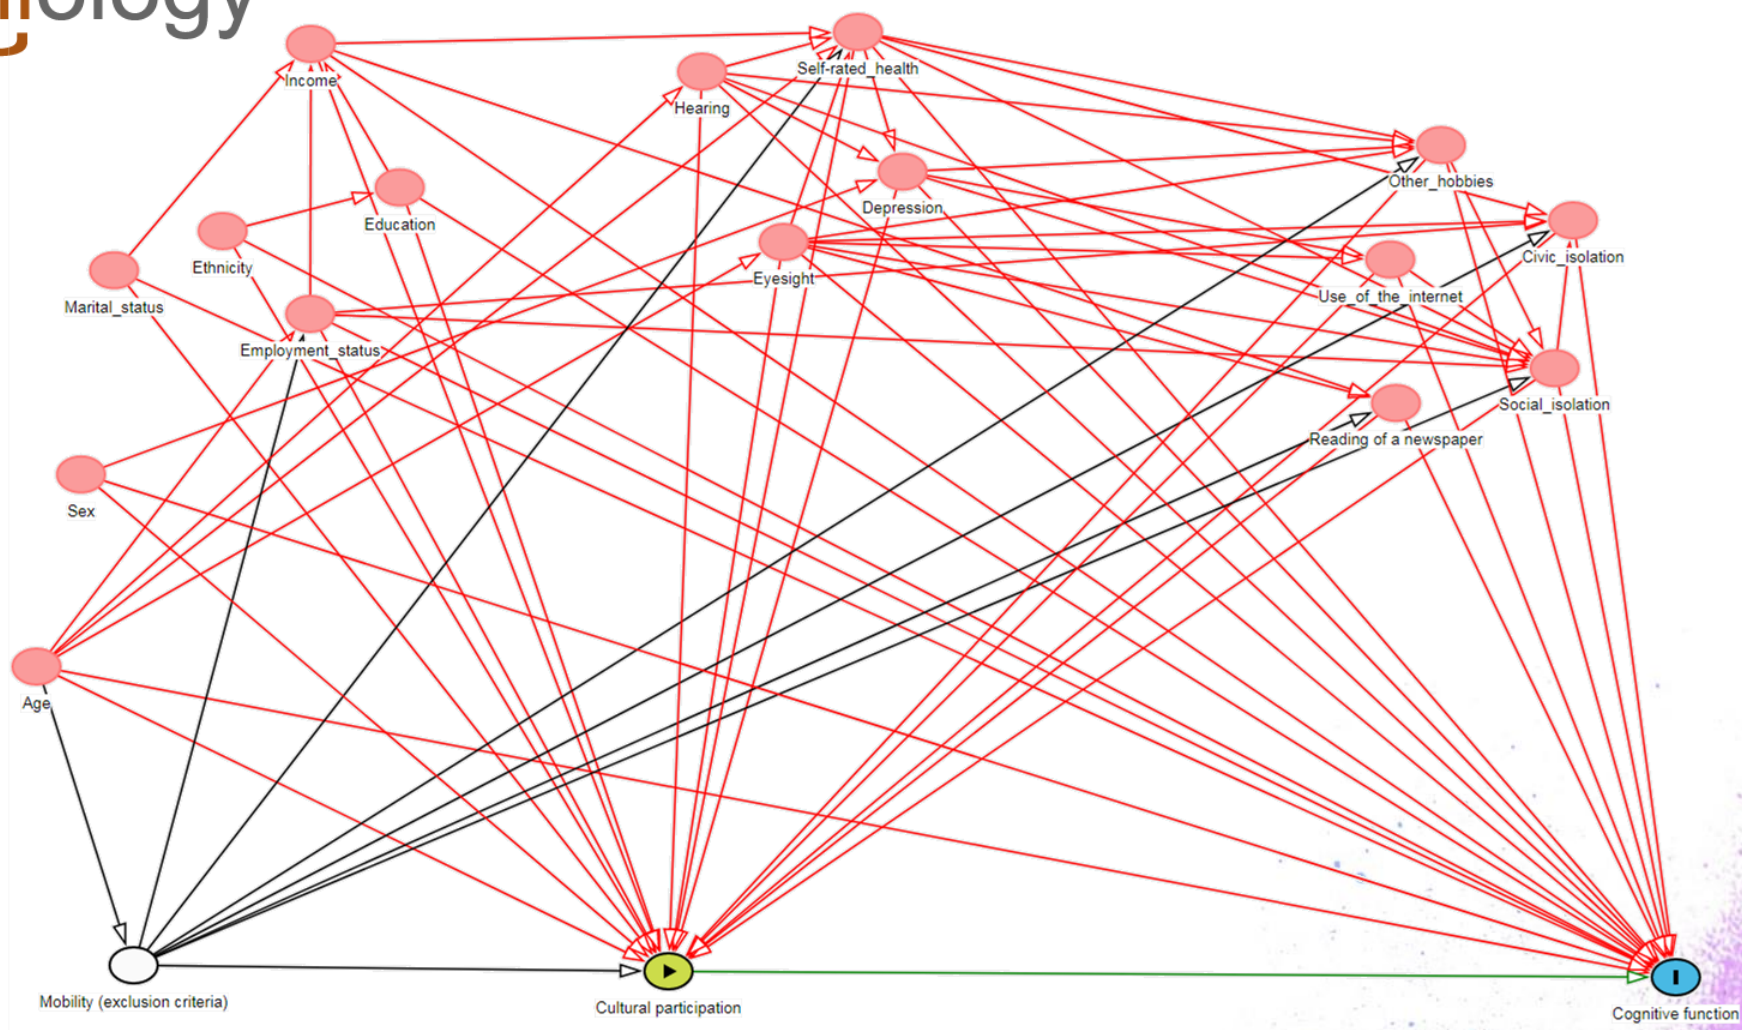 ology
Income
Self-rated_health
Hearing
Other_hobbies
Education
Depression
Ethnicity
Civic_isolation
Eyesight
Use_of_the_internet
Marital_status
Employment_status
Social_isolation
Reading of a newspaper
Sex
Age
Mobility (exclusion criteria)
Cultural participation
Cognitive function